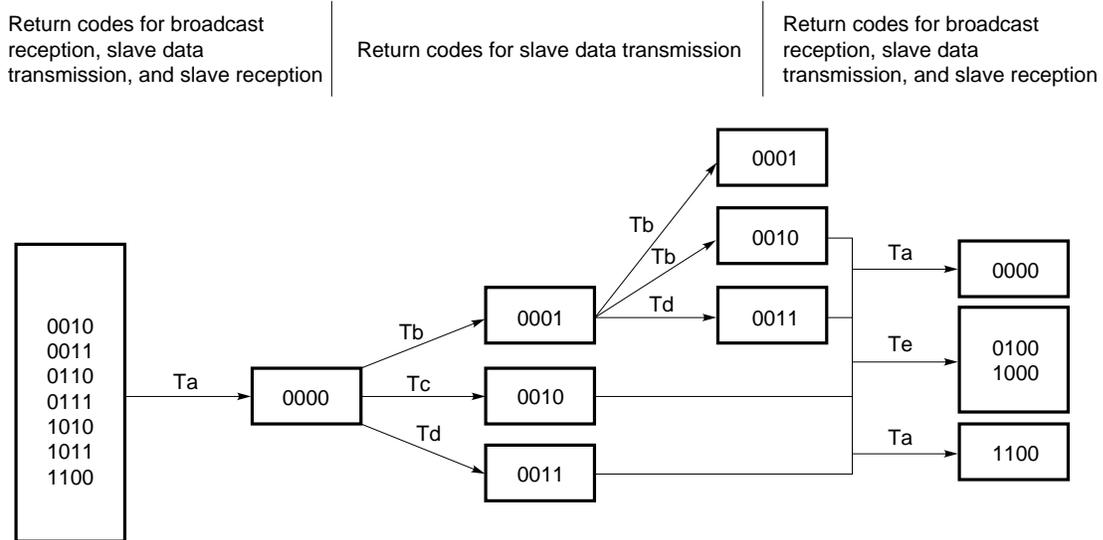 Return codes for broadcast
reception, slave data
transmission, and slave reception
Return codes for slave data transmission
Return codes for broadcast
reception, slave data
transmission, and slave reception
0010
0011
0110
0111
1010
1011
1100
Ta
0000
Tb
Tc
Td
0001
0010
0011
Tb
Tb
Td
0001
0010
0011
Ta
Te
Ta
0000
0100
1000
1100